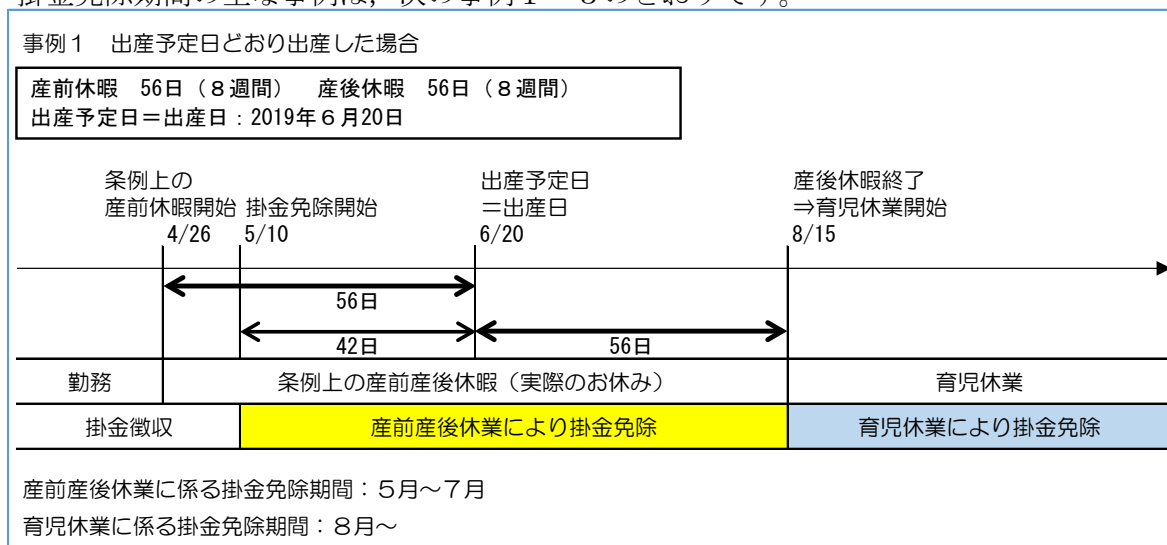 掛金免除期間の主な事例は，次の事例１～８のとおりです。
事例１　出産予定日どおり出産した場合
産前休暇　56日（８週間）　産後休暇　56日（８週間）
出産予定日＝出産日：2019年６月20日
条例上の
産前休暇開始
4/26
掛金免除開始
5/10
出産予定日
＝出産日
6/20
産後休暇終了
⇒育児休業開始
8/15
56日
42日
56日
勤務　条例上の産前産後休暇（実際のお休み）　育児休業
掛金徴収　産前産後休業により掛金免除　育児休業により掛金免除
産前産後休業に係る掛金免除期間：５月～７月
育児休業に係る掛金免除期間：８月～